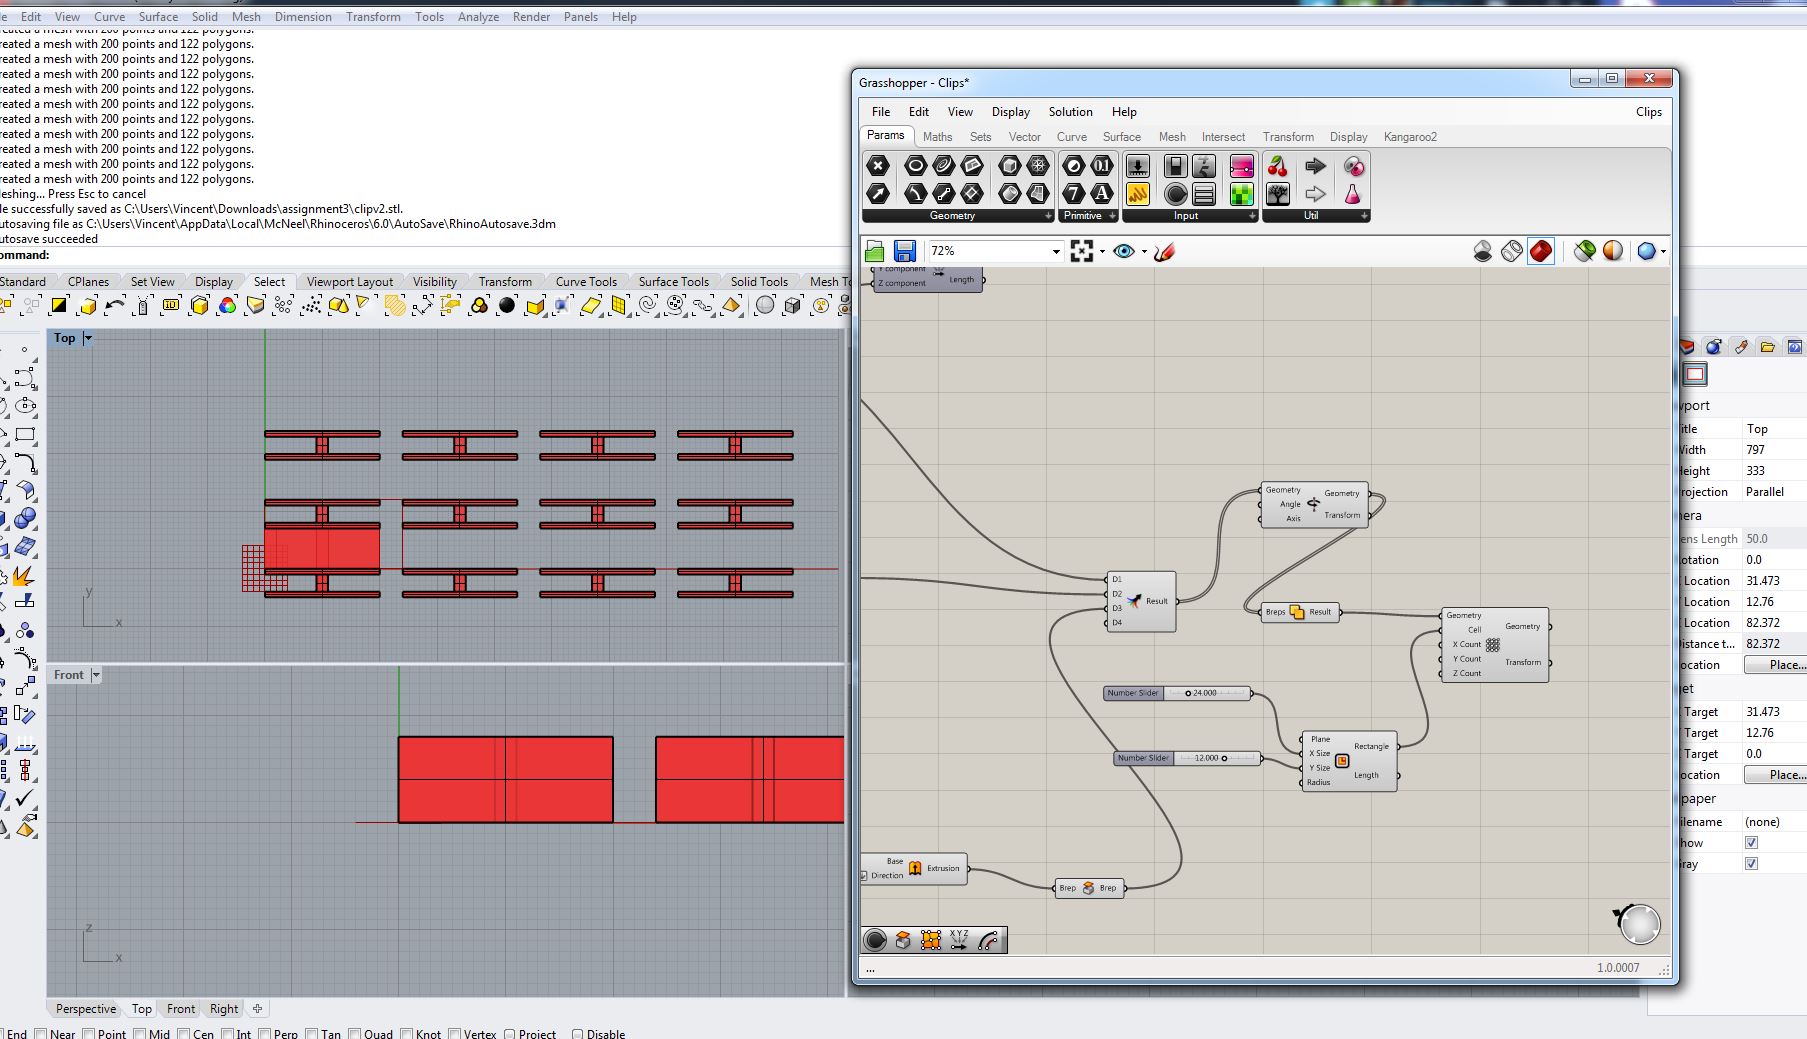 Edit View Curve Surface Solid Mesh Dimension Transform Tools Analyze Render Panels Help
reated a mesh with 200 points and 122 polygons.
reated a mesh with 200 points and 122 polygons.
reated a mesh with 200 points and 122 polygons.
reated a mesh with 200 points and 122 polygons.
reated a mesh with 200 points and 122 polygons.
reated a mesh with 200 points and 122 polygons.
reated a mesh with 200 points and 122 polygons.
reated a mesh with 200 points and 122 polygons.
reated a mesh with 200 points and 122 polygons.
reated a mesh with 200 points and 122 polygons.
reated a mesh with 200 points and 122 polygons.
leshing... Press Esc to cancel
le successfully saved as C:\Users\Vincent\Downloads\assignment3\clipv2.stl.
utosaving file as C:\Users\Vincent\AppData\Local\McNeel\Rhinoceros\6.0\AutoSave\RhinoAutosave.3dm
utosave succeeded
ommand:
Standard CPlanes Set View Display Select Viewport Layout Visibility Transform Curve Tools Surface Tools Solid Tools Mesh To
Top
y
x
Front
z
x
Perspective Top Front Right
End Near Point Mid Cen Int Perp Tan Quad Knot Vertex Project Disable
Grasshopper - Clips*
File Edit View Display Solution Help Clips
Params Maths Sets Vector Curve Surface Mesh Intersect Transform Display Kangaroo2
Geometry Primitive Input Util
72%
Y component
Z component
Length
D1
D2
D3
D4
Result
Geometry
Angle
Axis
Geometry
Transform
Breps Result
Geometry
Cell
X Count
Y Count
Z Count
Geometry
Transform
Number Slider 24.000
Number Slider 12.000
Plane
X Size
Y Size
Radius
Rectangle
Length
Base
Direction
Extrusion
Brep Brep
X Y Z
...
1.0.0007
wport
itle Top
Width 797
Height 333
rojection Parallel
mera
ens Length 50.0
otation 0.0
Location 31.473
Location 12.76
Location 82.372
Distance t... 82.372
ocation Place...
get
Target 31.473
Target 12.76
Target 0.0
ocation Place...
lpaper
ilename (none)
how
Gray